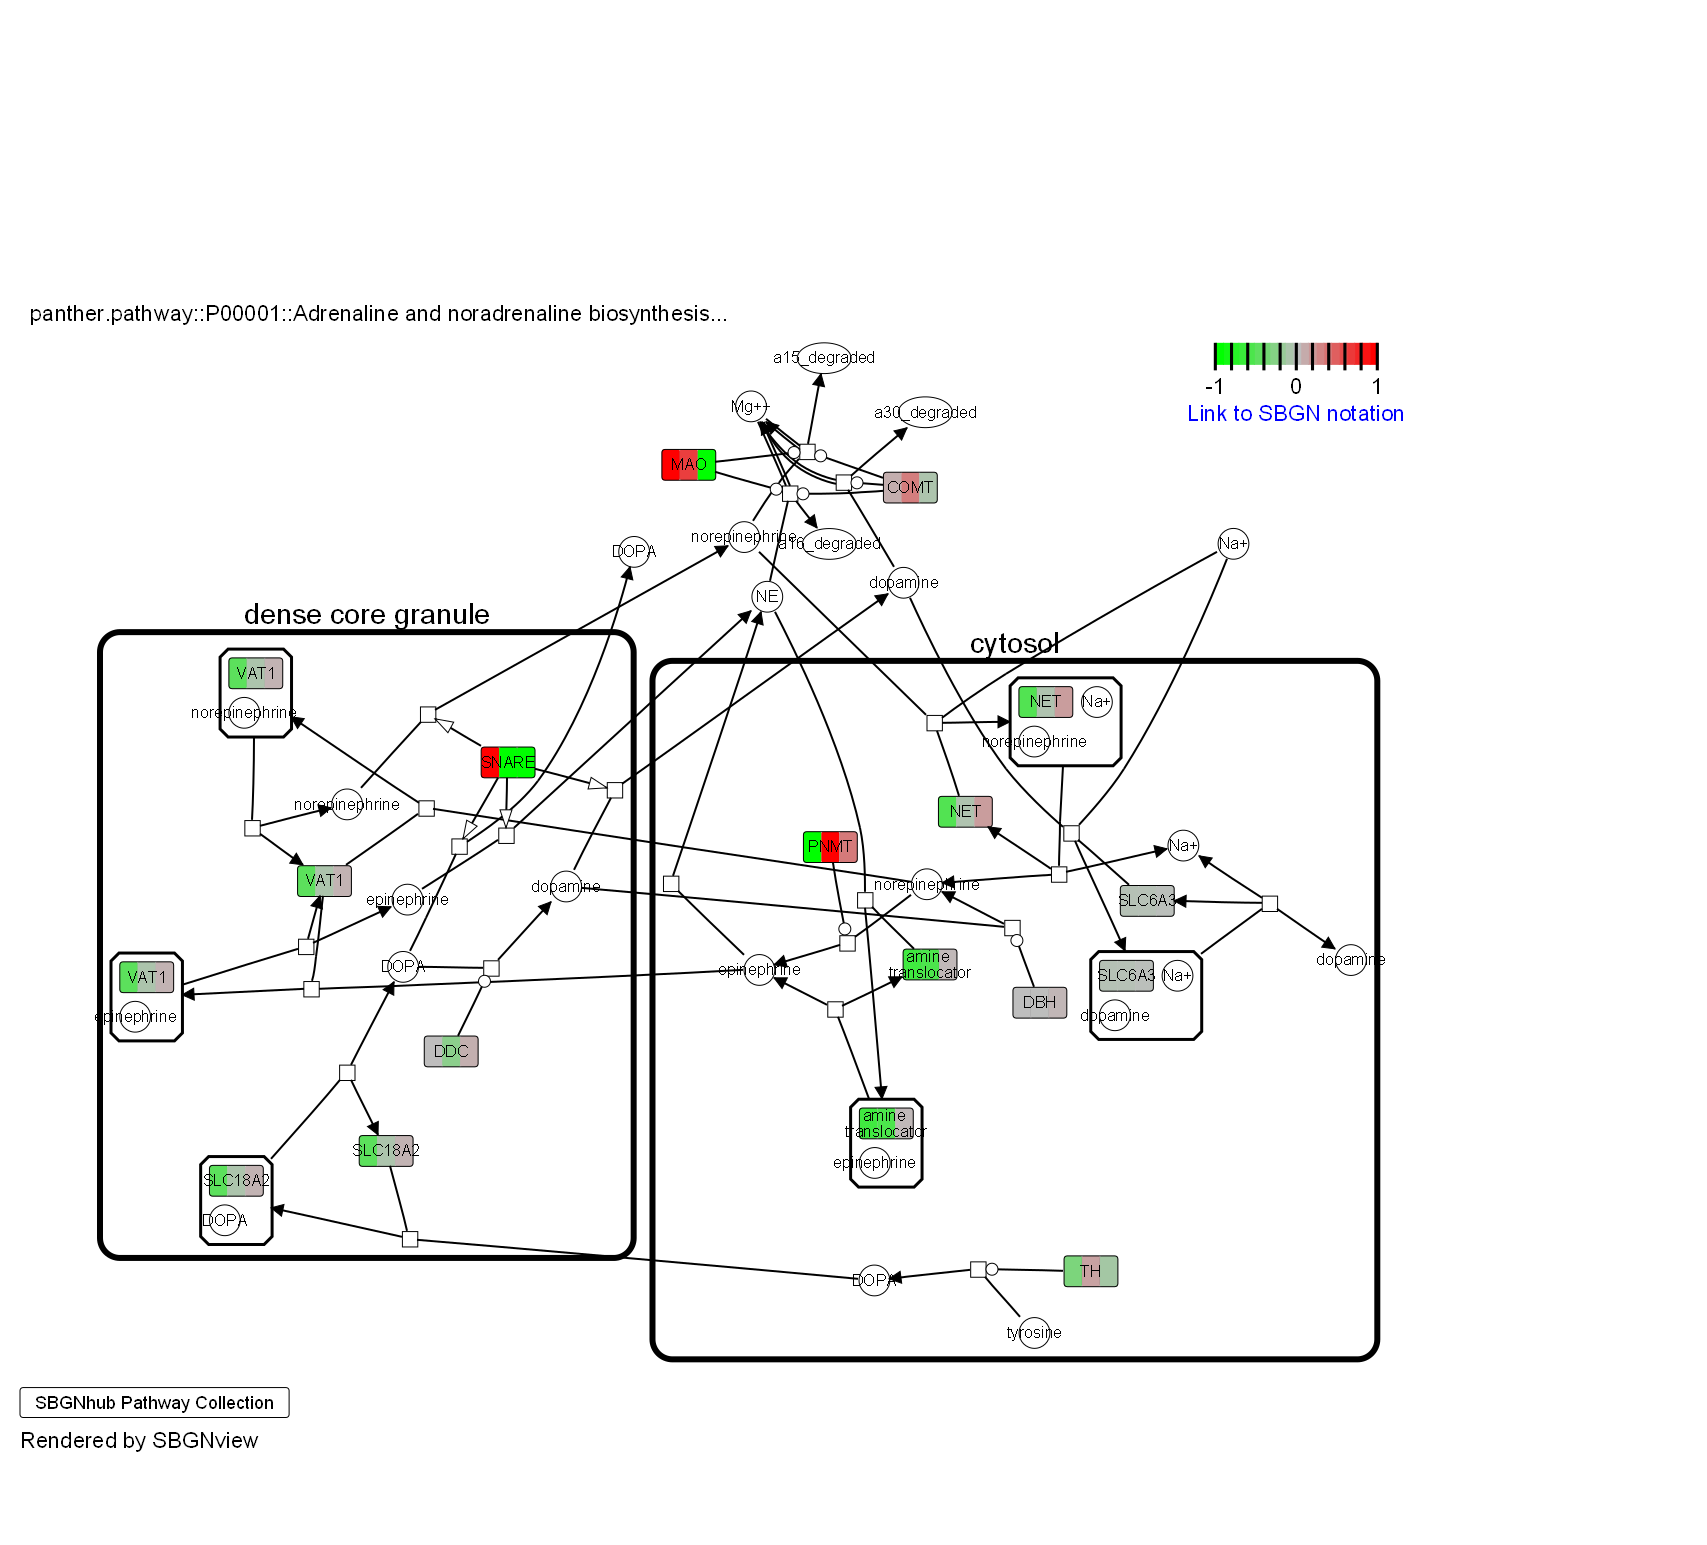 panther.pathway::P00001::Adrenaline and noradrenaline biosynthesis...
a15_degraded
-1 0 1
Link to SBGN notation
Mg++
a30_degraded
MAO
COMT
norepinephrine
a16_degraded
DOPA
Na+
dopamine
NE
dense core granule
cytosol
VAT1
norepinephrine
NET
Na+
norepinephrine
SNARE
norepinephrine
NET
PNMT
Na+
VAT1
epinephrine
dopamine
norepinephrine
SLC6A3
DOPA
epinephrine
amine
translocator
dopamine
VAT1
epinephrine
DBH
SLC6A3
Na+
dopamine
DDC
amine
translocator
epinephrine
SLC18A2
SLC18A2
DOPA
DOPA
TH
tyrosine
SBGNhub Pathway Collection
Rendered by SBGNview